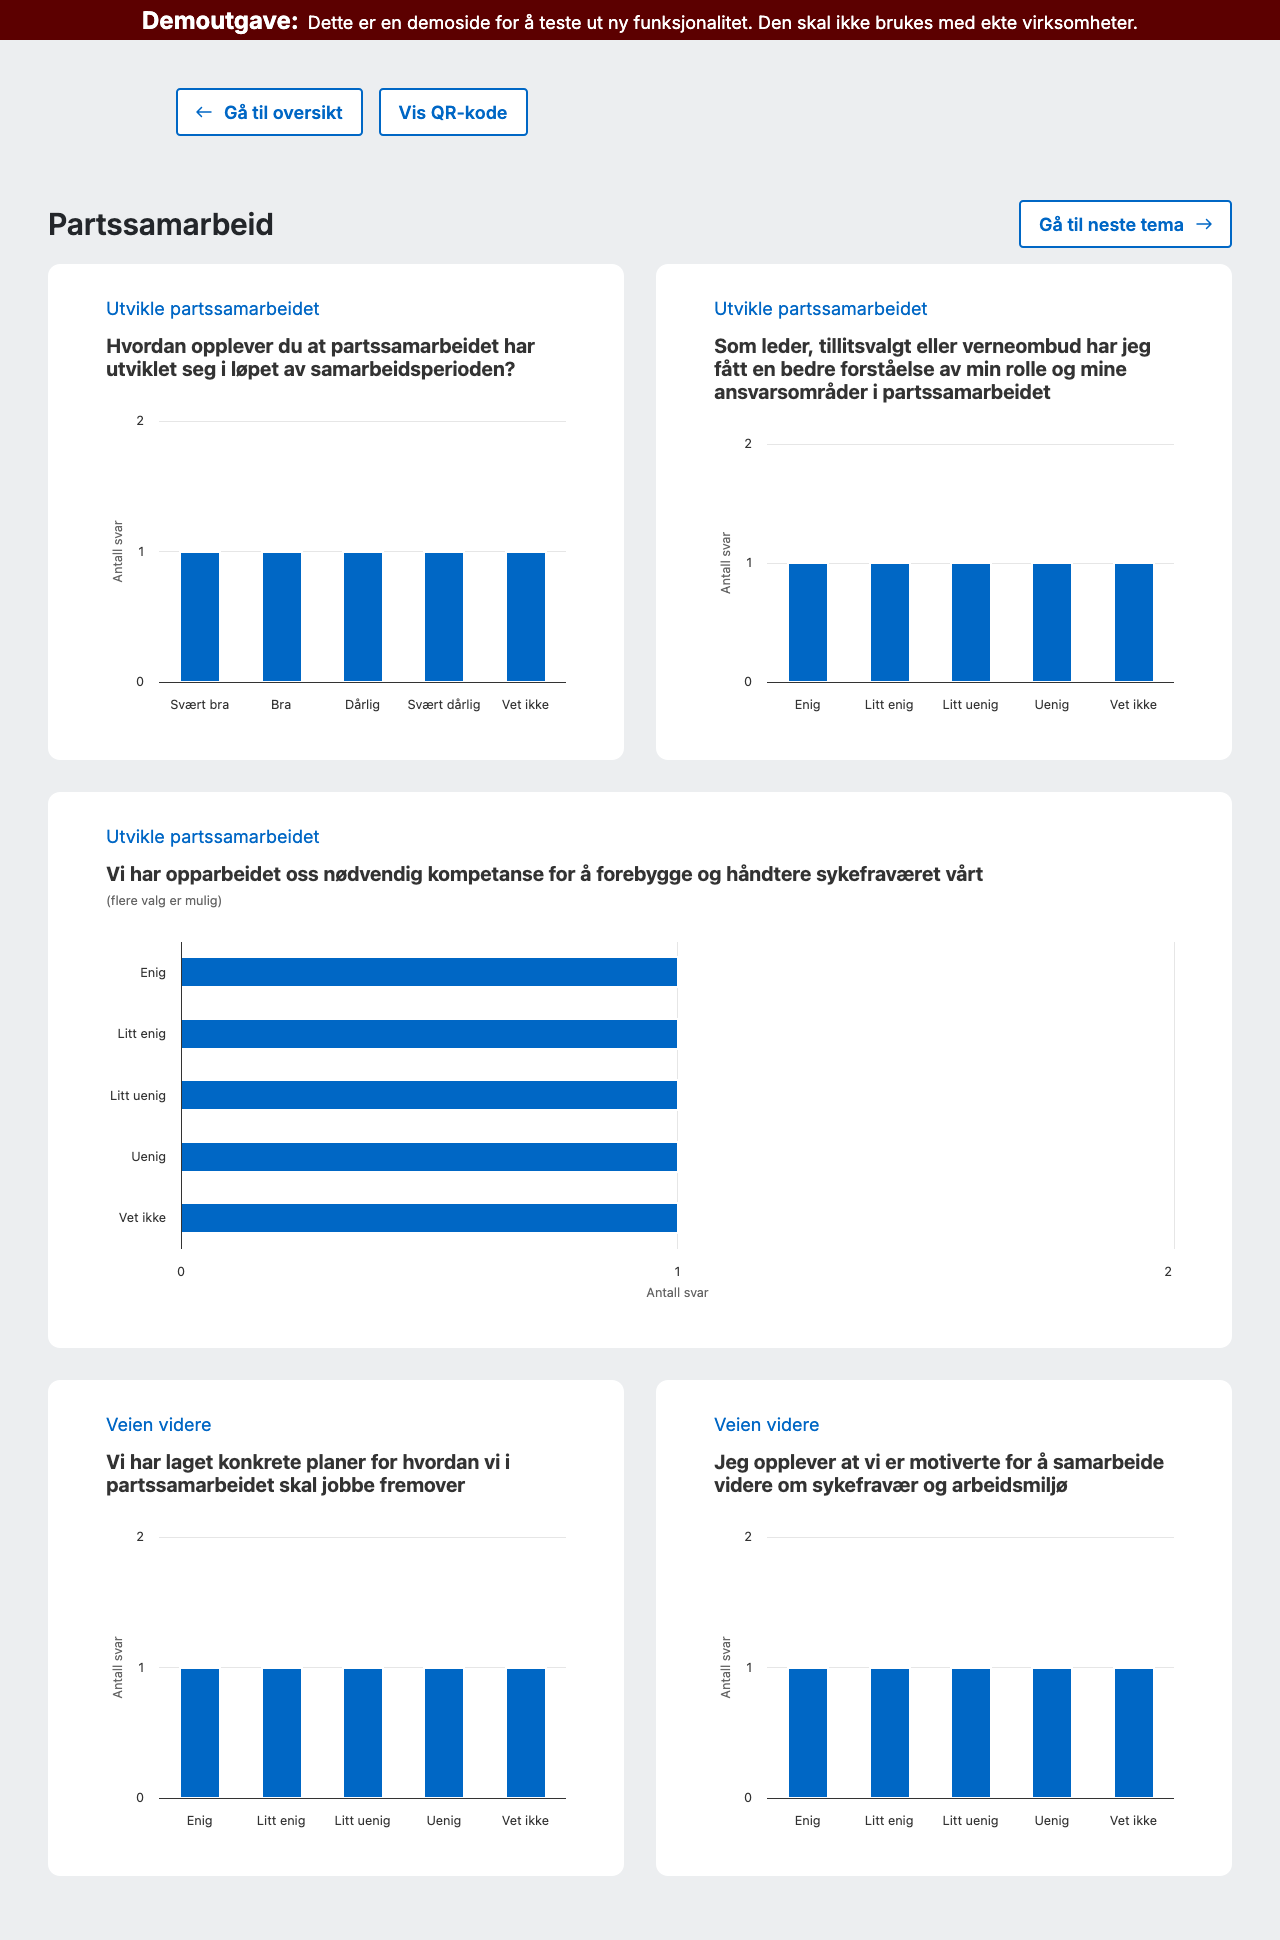 Demoutgave: Dette er en demoside for å teste ut ny funksjonalitet. Den skal ikke brukes med ekte virksomheter.
Gå til oversikt
Vis QR-kode
Partssamarbeid
Gå til neste tema
Utvikle partssamarbeidet
Hvordan opplever du at partssamarbeidet har
utviklet seg i løpet av samarbeidsperioden?
2
1
0
Antall svar
Svært bra
Bra
Dårlig
Svært dårlig
Vet ikke
Utvikle partssamarbeidet
Som leder, tillitsvalgt eller verneombud har jeg
fått en bedre forståelse av min rolle og mine
ansvarsområder i partssamarbeidet
2
1
0
Antall svar
Enig
Litt enig
Litt uenig
Uenig
Vet ikke
Utvikle partssamarbeidet
Vi har opparbeidet oss nødvendig kompetanse for å forebygge og håndtere sykefraværet vårt
(flere valg er mulig)
Enig
Litt enig
Litt uenig
Uenig
Vet ikke
0
1
2
Antall svar
Veien videre
Vi har laget konkrete planer for hvordan vi i
partssamarbeidet skal jobbe fremover
2
1
0
Antall svar
Enig
Litt enig
Litt uenig
Uenig
Vet ikke
Veien videre
Jeg opplever at vi er motiverte for å samarbeide
videre om sykefravær og arbeidsmiljø
2
1
0
Antall svar
Enig
Litt enig
Litt uenig
Uenig
Vet ikke